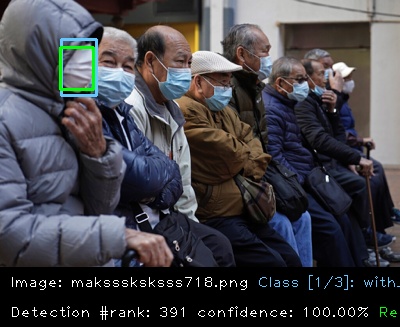 Image: maksssksksss718.png Class [1/3]: with_
Detection #rank: 391 confidence: 100.00% Re